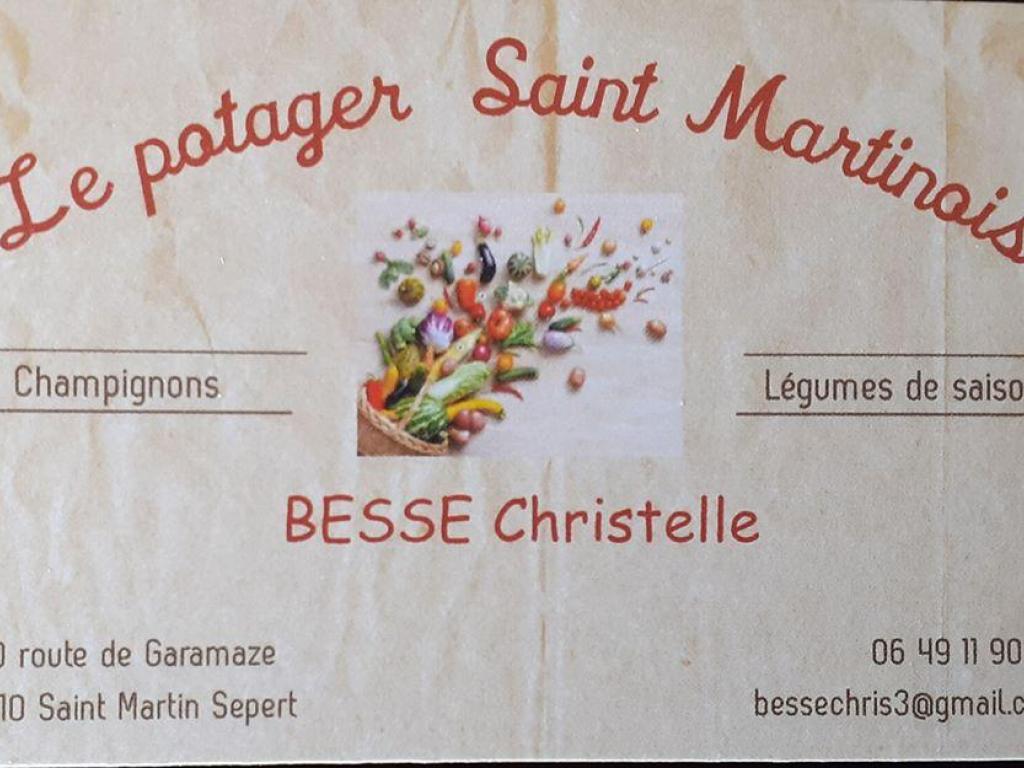 Le potager Saint Martinois
Champignons
Légumes de saiso
BESSE Christelle
route de Garamaze
06 49 11 90
10 Saint Martin Sepert
bessechris3@gmail.c